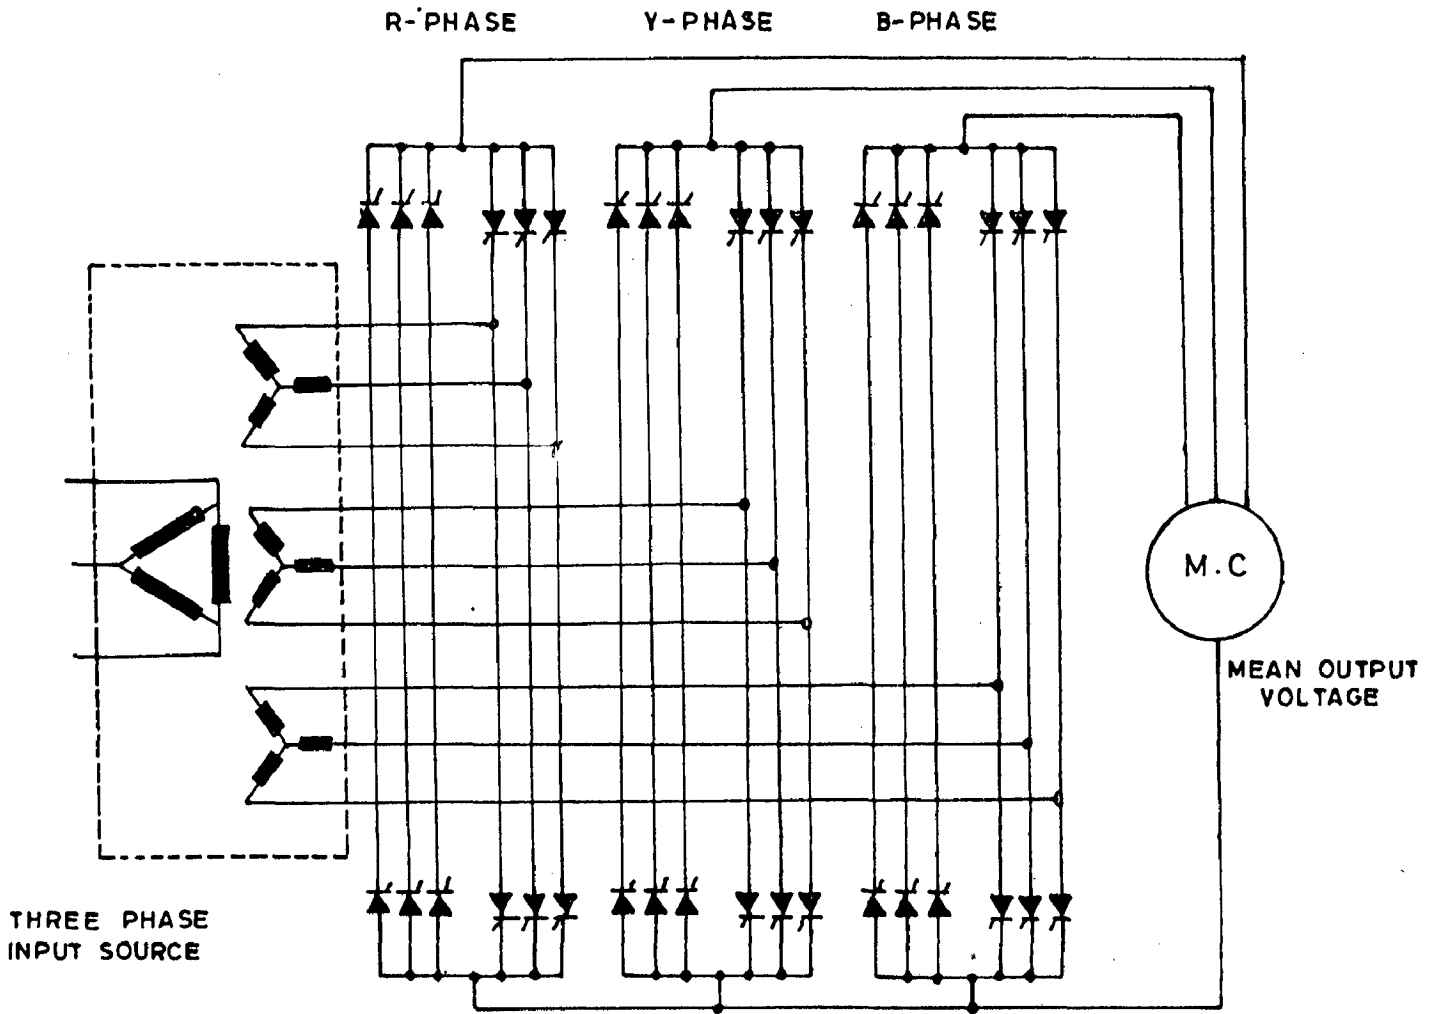 R-PHASE Y-PHASE B-PHASE
M.C
MEAN OUTPUT
VOLTAGE
THREE PHASE
INPUT SOURCE